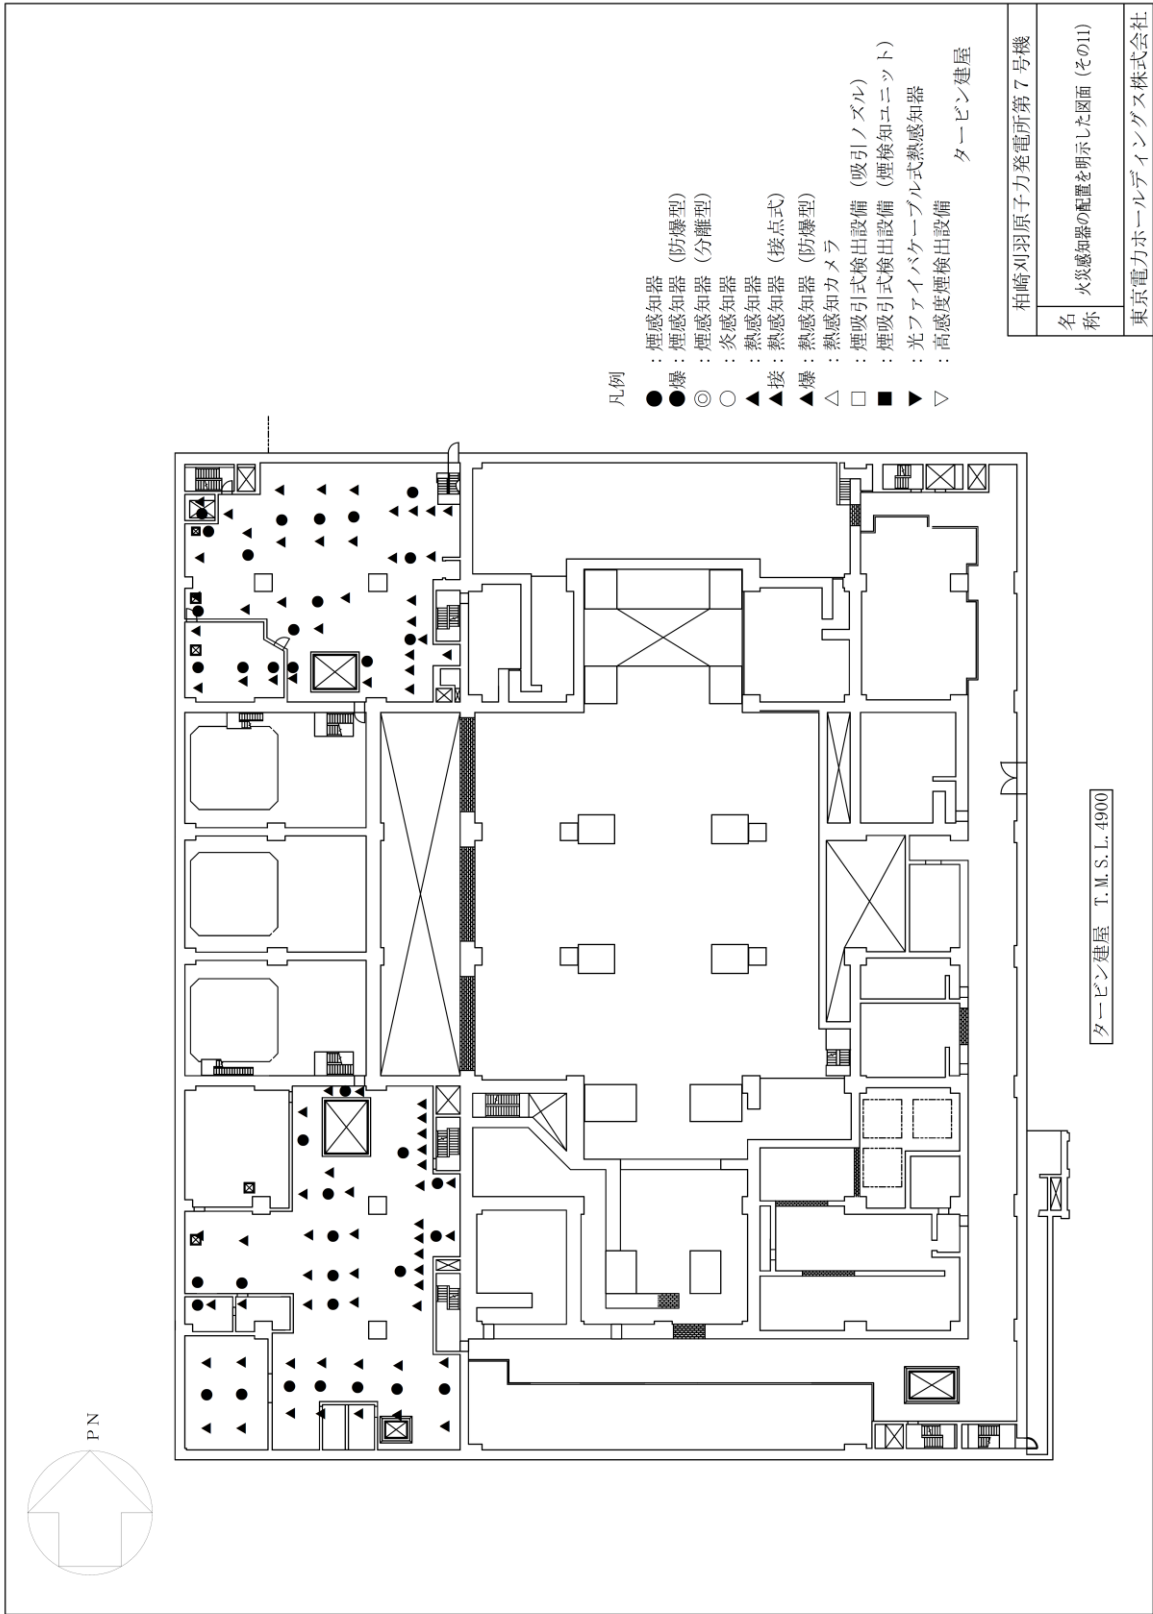 PN
凡例
● : 煙感知器
●爆 : 煙感知器 (防爆型)
◎ : 煙感知器 (分離型)
○ : 炎感知器
▲ : 熱感知器
▲接 : 熱感知器 (接点式)
▲爆 : 熱感知器 (防爆型)
△ : 熱感知カメラ
□ : 煙吸引式検出設備 (吸引ノズル)
■ : 煙吸引式検出設備 (煙検知ユニット)
▼ : 光ファイバケーブル式熱感知器
▽ : 高感度煙検出設備
タービン建屋
タービン建屋 T.M.S.L.4900
柏崎刈羽原子力発電所第7号機
名称
火災感知器の配置を明示した図面 (その11)
東京電力ホールディングス株式会社